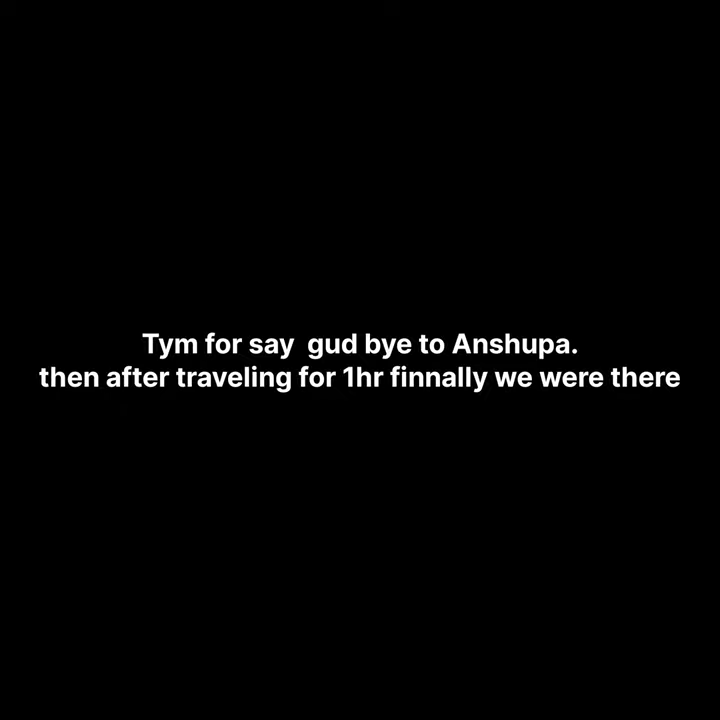 Tym for say  gud bye to Anshupa.
then after traveling for 1hr finnally we were there